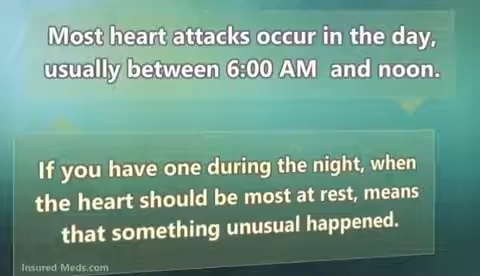 Most heart attacks occur in the day,
usually between 6:00 AM and noon.
If you have one during the night, when
the heart should be most at rest, means
that something unusual happened.
Insured Meds.com